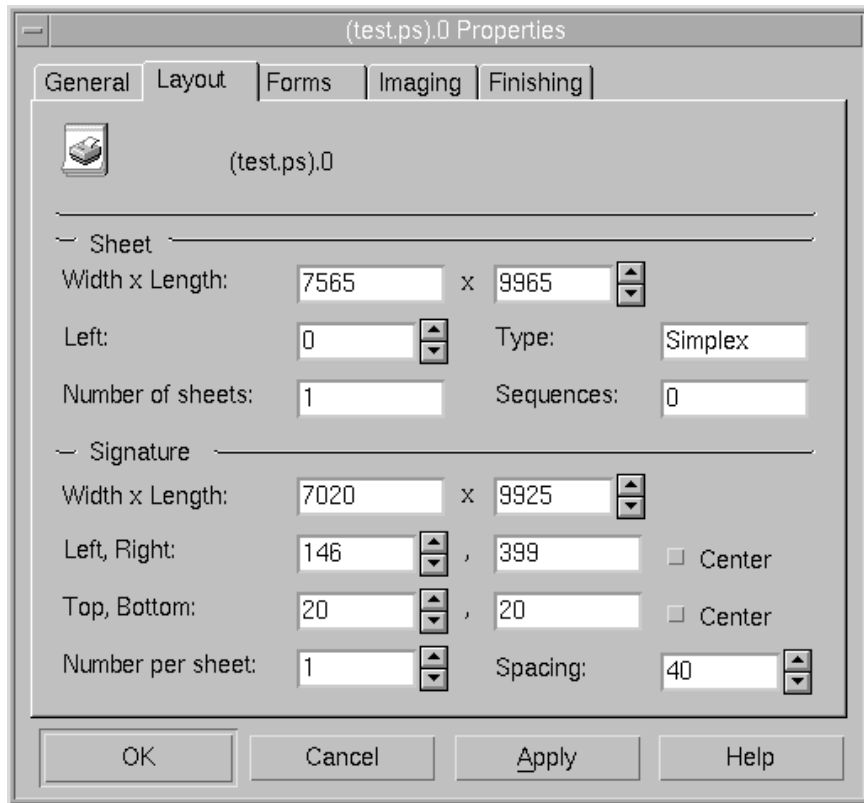 (test.ps).0 Properties
General Layout Forms Imaging Finishing
(test.ps).0
Sheet
Width x Length: 7565 x 9965
Left: 0 Type: Simplex
Number of sheets: 1 Sequences: 0
Signature
Width x Length: 7020 x 9925
Left, Right: 146 , 399 Center
Top, Bottom: 20 , 20 Center
Number per sheet: 1 Spacing: 40
OK Cancel Apply Help